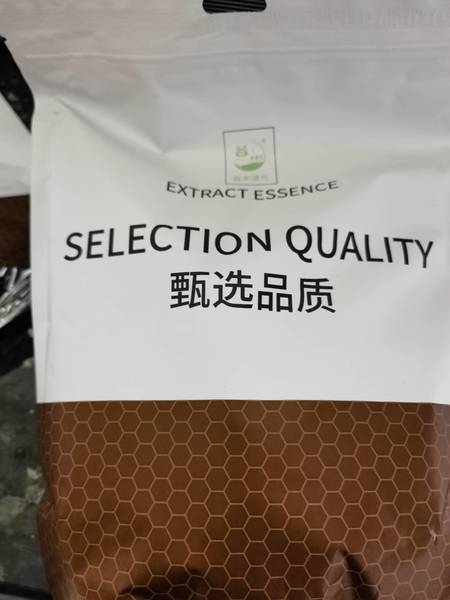 EXTRACT ESSENCE
SELECTION QUALITY
甄选品质